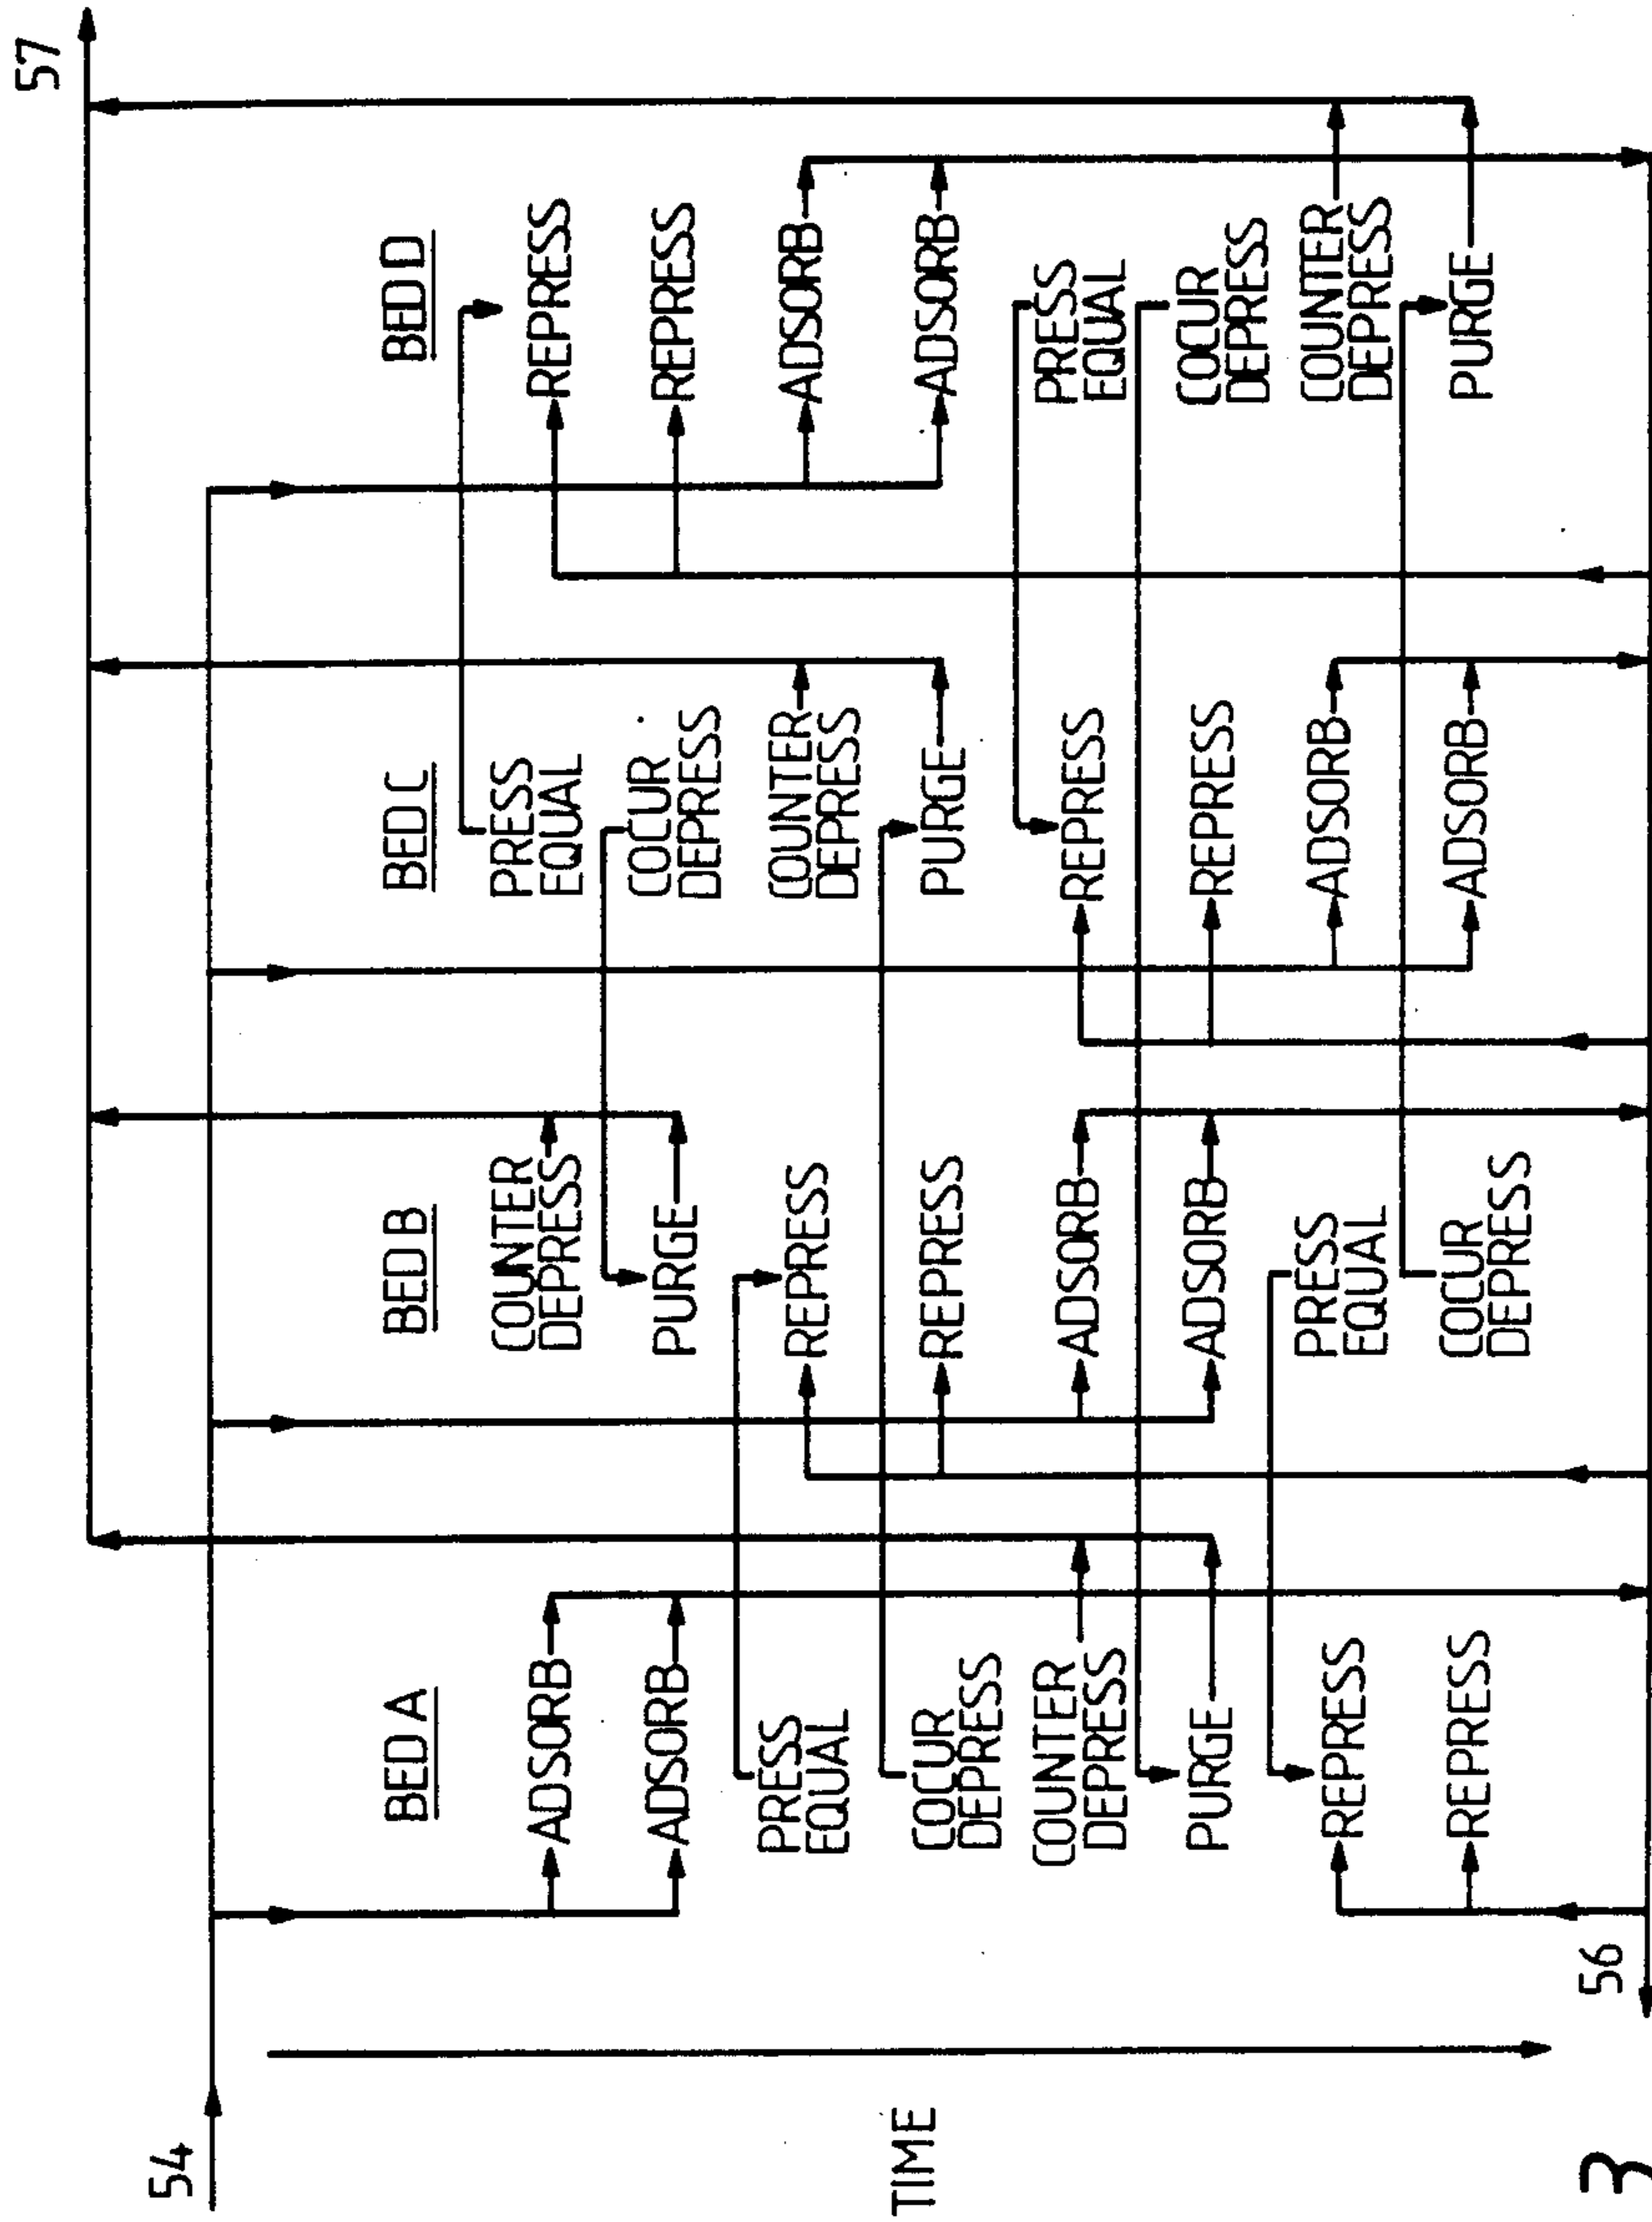 57
54
BED A
ADSORB
ADSORB
PRESS
EQUAL
COCUR
DEPRESS
COUNTER
DEPRESS
PURGE
REPRESS
REPRESS
BED B
COUNTER
DEPRESS
PURGE
REPRESS
REPRESS
ADSORB
ADSORB
PRESS
EQUAL
COCUR
DEPRESS
BED C
PRESS
EQUAL
COCUR
DEPRESS
COUNTER
DEPRESS
PURGE
REPRESS
REPRESS
ADSORB
ADSORB
BED D
REPRESS
REPRESS
ADSORB
ADSORB
PRESS
EQUAL
COCUR
DEPRESS
COUNTER
DEPRESS
PURGE
TIME
56
3